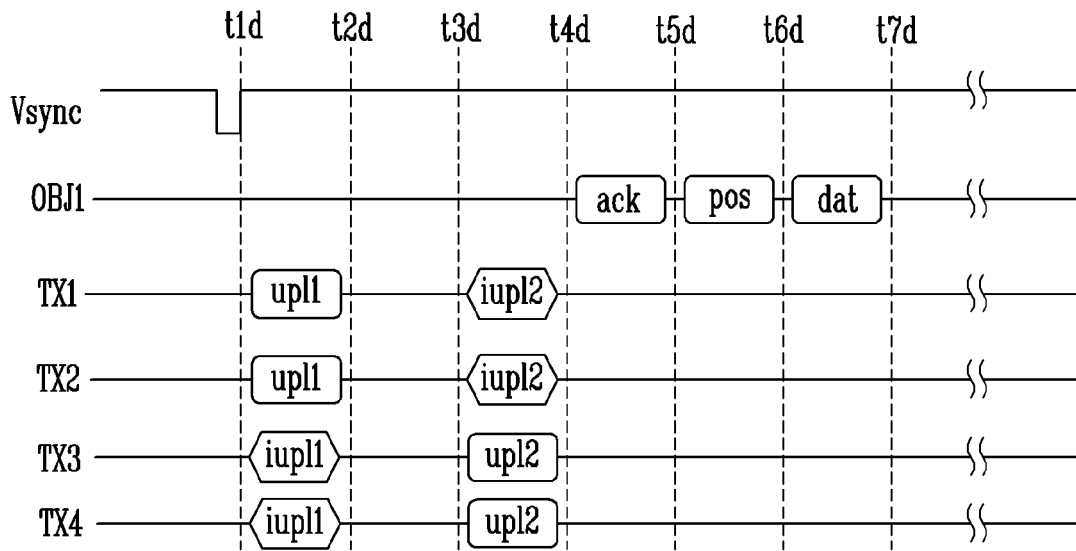 t1d t2d t3d t4d t5d t6d t7d
Vsync
OBJ1 ack pos dat
TX1 upl1 iupl2
TX2 upl1 iupl2
TX3 iupl1 upl2
TX4 iupl1 upl2